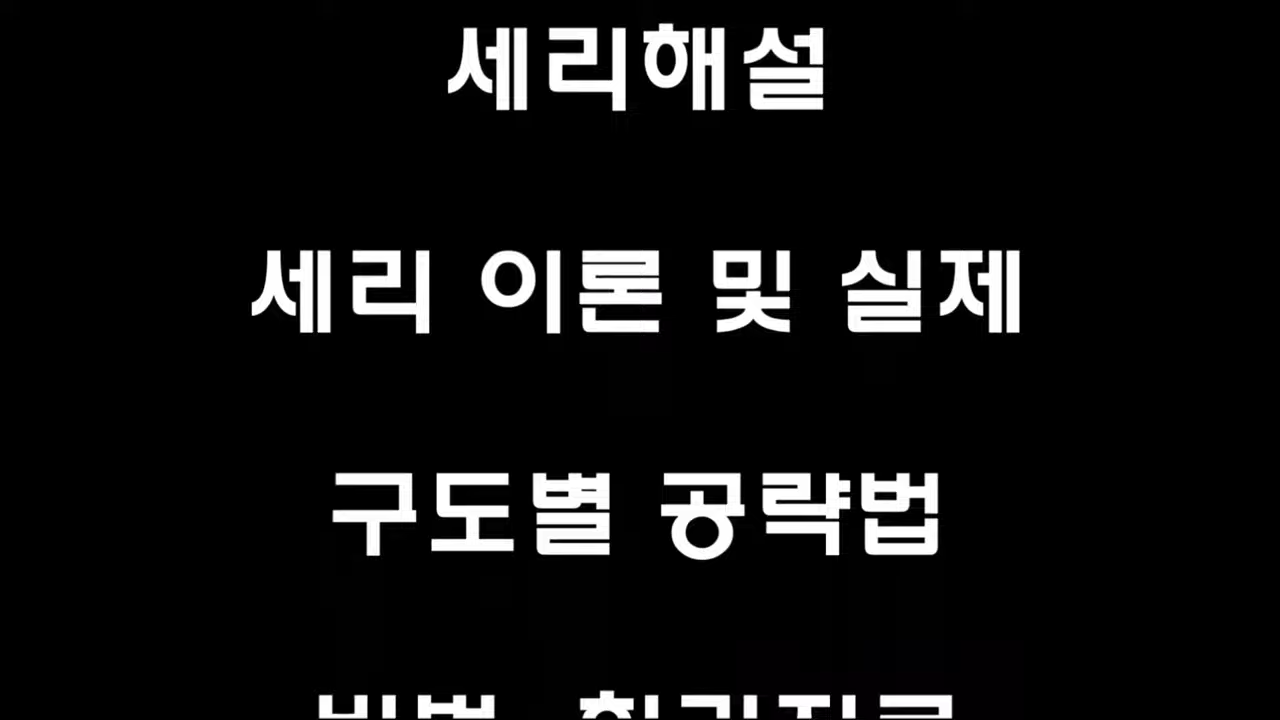 세리해설
세리 이론 및 실제
구도별 공략법